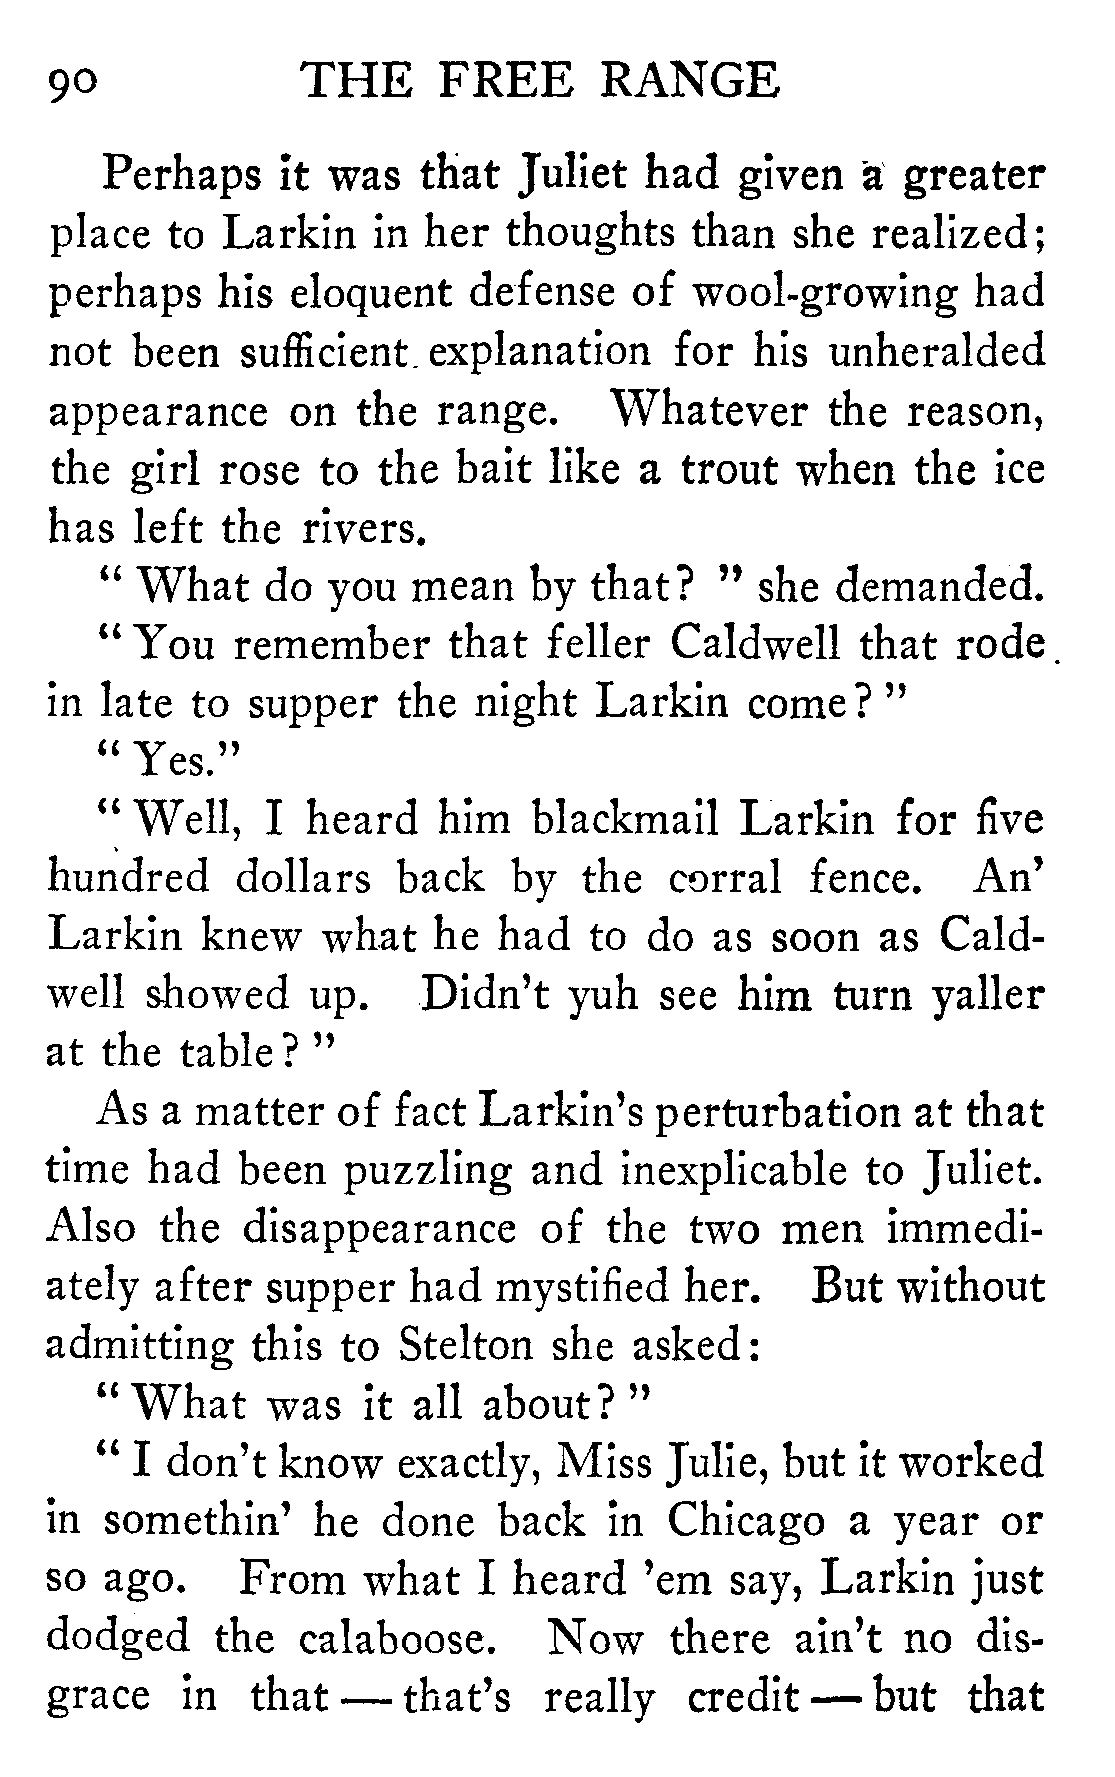 90 THE FREE RANGE
Perhaps it was that Juliet had given a greater
place to Larkin in her thoughts than she realized;
perhaps his eloquent defense of wool-growing had
not been sufficient explanation for his unheralded
appearance on the range. Whatever the reason,
the girl rose to the bait like a trout when the ice
has left the rivers.
" What do you mean by that? " she demanded.
" You remember that feller Caldwell that rode
in late to supper the night Larkin come? "
" Yes."
" Well, I heard him blackmail Larkin for five
hundred dollars back by the corral fence. An'
Larkin knew what he had to do as soon as Cald-
well showed up. Didn't yuh see him turn yaller
at the table? "
As a matter of fact Larkin's perturbation at that
time had been puzzling and inexplicable to Juliet.
Also the disappearance of the two men immedi-
ately after supper had mystified her. But without
admitting this to Stelton she asked:
" What was it all about? "
" I don't know exactly, Miss Julie, but it worked
in somethin' he done back in Chicago a year or
so ago. From what I heard 'em say, Larkin just
dodged the calaboose. Now there ain't no dis-
grace in that — that's really credit — but that